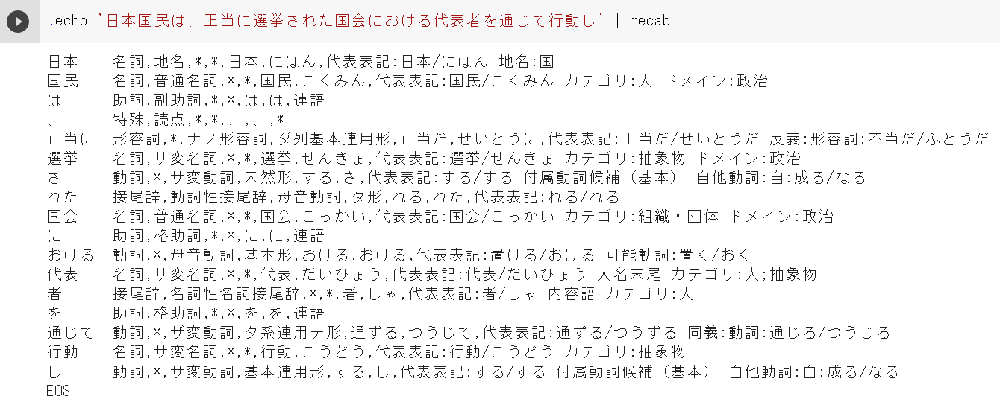 !echo '日本国民は、正当に選挙された国会における代表者を通じて行動し' | mecab
日本 名詞,地名,*,*,日本,にほん,代表表記:日本/にほん 地名:国
国民 名詞,普通名詞,*,*,国民,こくみん,代表表記:国民/こくみん カテゴリ:人 ドメイン:政治
は 助詞,副助詞,*,*,は,は,連語
、 特殊,読点,*,*,、,、,*
正当に 形容詞,*,ナノ形容詞,ダ列基本連用形,正当だ,せいとうに,代表表記:正当だ/せいとうだ 反義:形容詞:不当だ/ふとうだ
選挙 名詞,サ変名詞,*,*,選挙,せんきょ,代表表記:選挙/せんきょ カテゴリ:抽象物 ドメイン:政治
さ 動詞,*,サ変動詞,未然形,する,さ,代表表記:する/する 付属動詞候補（基本） 自他動詞:自:成る/なる
れた 接尾辞,動詞性接尾辞,母音動詞,タ形,れる,れた,代表表記:れる/れる
国会 名詞,普通名詞,*,*,国会,こっかい,代表表記:国会/こっかい カテゴリ:組織・団体 ドメイン:政治
に 助詞,格助詞,*,*,に,に,連語
おける 動詞,*,母音動詞,基本形,おける,おける,代表表記:置ける/おける 可能動詞:置く/おく
代表 名詞,サ変名詞,*,*,代表,だいひょう,代表表記:代表/だいひょう 人名末尾 カテゴリ:人;抽象物
者 接尾辞,名詞性名詞接尾辞,*,*,者,しゃ,代表表記:者/しゃ 内容語 カテゴリ:人
を 助詞,格助詞,*,*,を,を,連語
通じて 動詞,*,ザ変動詞,タ系連用テ形,通ずる,つうじて,代表表記:通ずる/つうずる 同義:動詞:通じる/つうじる
行動 名詞,サ変名詞,*,*,行動,こうどう,代表表記:行動/こうどう カテゴリ:抽象物
し 動詞,*,サ変動詞,基本連用形,する,し,代表表記:する/する 付属動詞候補（基本） 自他動詞:自:成る/なる
EOS